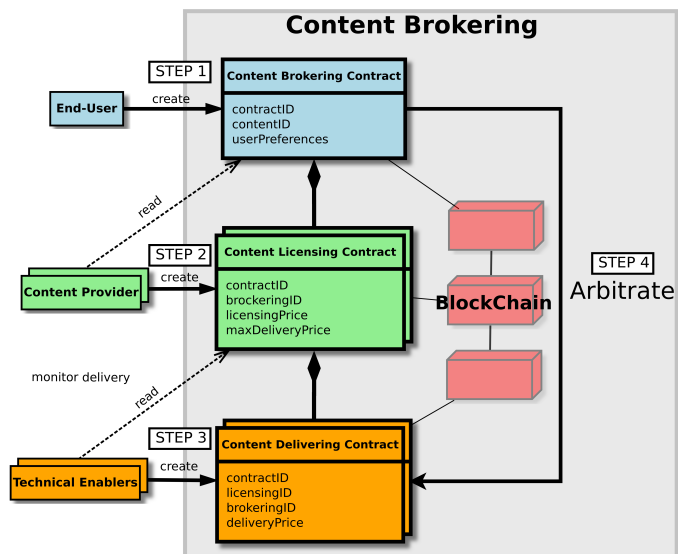 Content Brokering
STEP 1
Content Brokering Contract
End-User
create
contractID
contentID
userPreferences
read
STEP 2
Content Licensing Contract
Content Provider
create
contractID
brockeringID
licensingPrice
maxDeliveryPrice
BlockChain
STEP 4
Arbitrate
monitor delivery
read
STEP 3
Content Delivering Contract
Technical Enablers
create
contractID
licensingID
brokeringID
deliveryPrice